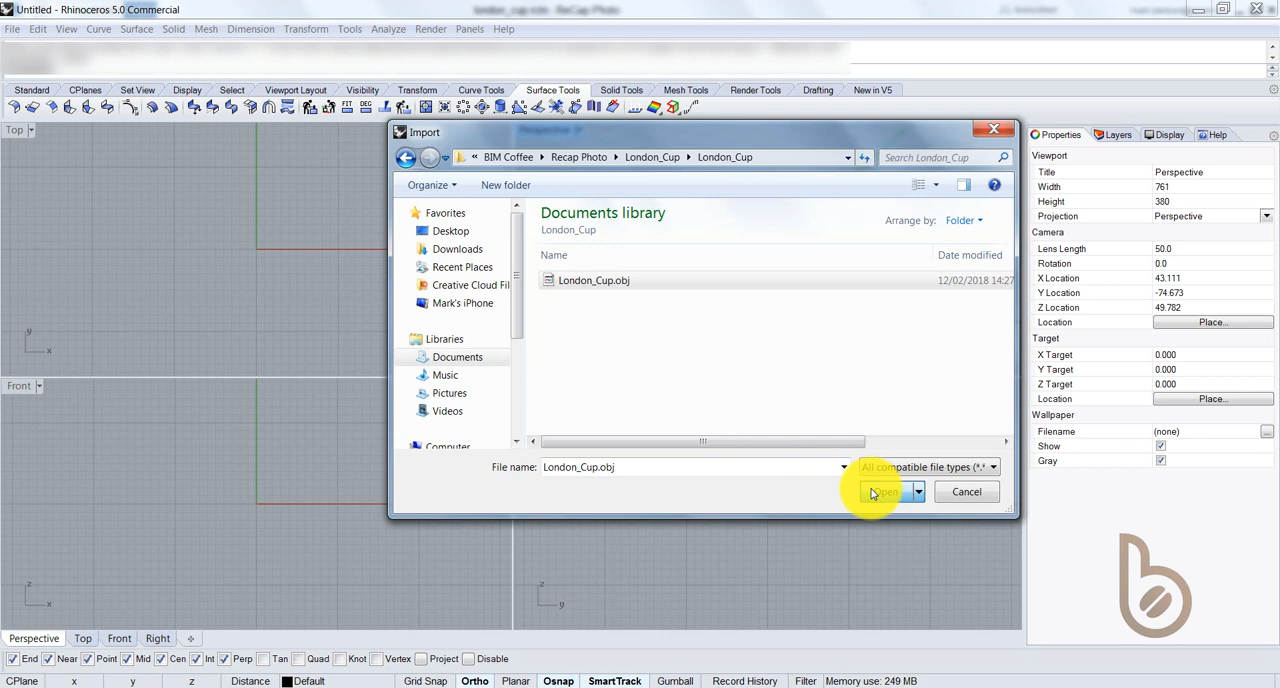 Untitled - Rhinoceros 5.0 Commercial
london_cup.rcm - ReCap Photo
File Edit View Curve Surface Solid Mesh Dimension Transform Tools Analyze Render Panels Help
Standard CPlanes Set View Display Select Viewport Layout Visibility Transform Curve Tools Surface Tools Solid Tools Mesh Tools Render Tools Drafting New in V5
Top
Perspective
Import
« BIM Coffee Recap Photo London_Cup London_Cup
Search London_Cup
Organize New folder
Favorites
Desktop
Downloads
Recent Places
Creative Cloud Fil
Mark's iPhone
Libraries
Documents
Music
Pictures
Videos
Computer
Documents library
London_Cup
Arrange by: Folder
Name Date modified
London_Cup.obj 12/02/2018 14:27
File name: London_Cup.obj
All compatible file types (*.*
Open Cancel
Properties Layers Display Help
Viewport
Title Perspective
Width 761
Height 380
Projection Perspective
Camera
Lens Length 50.0
Rotation 0.0
X Location 43.111
Y Location -74.673
Z Location 49.782
Location Place...
Target
X Target 0.000
Y Target 0.000
Z Target 0.000
Location Place...
Wallpaper
Filename (none) ...
Show
Gray
y
x
Front
z
x
z
y
Perspective Top Front Right
End Near Point Mid Cen Int Perp Tan Quad Knot Vertex Project Disable
CPlane x y z Distance Default Grid Snap Ortho Planar Osnap SmartTrack Gumball Record History Filter Memory use: 249 MB